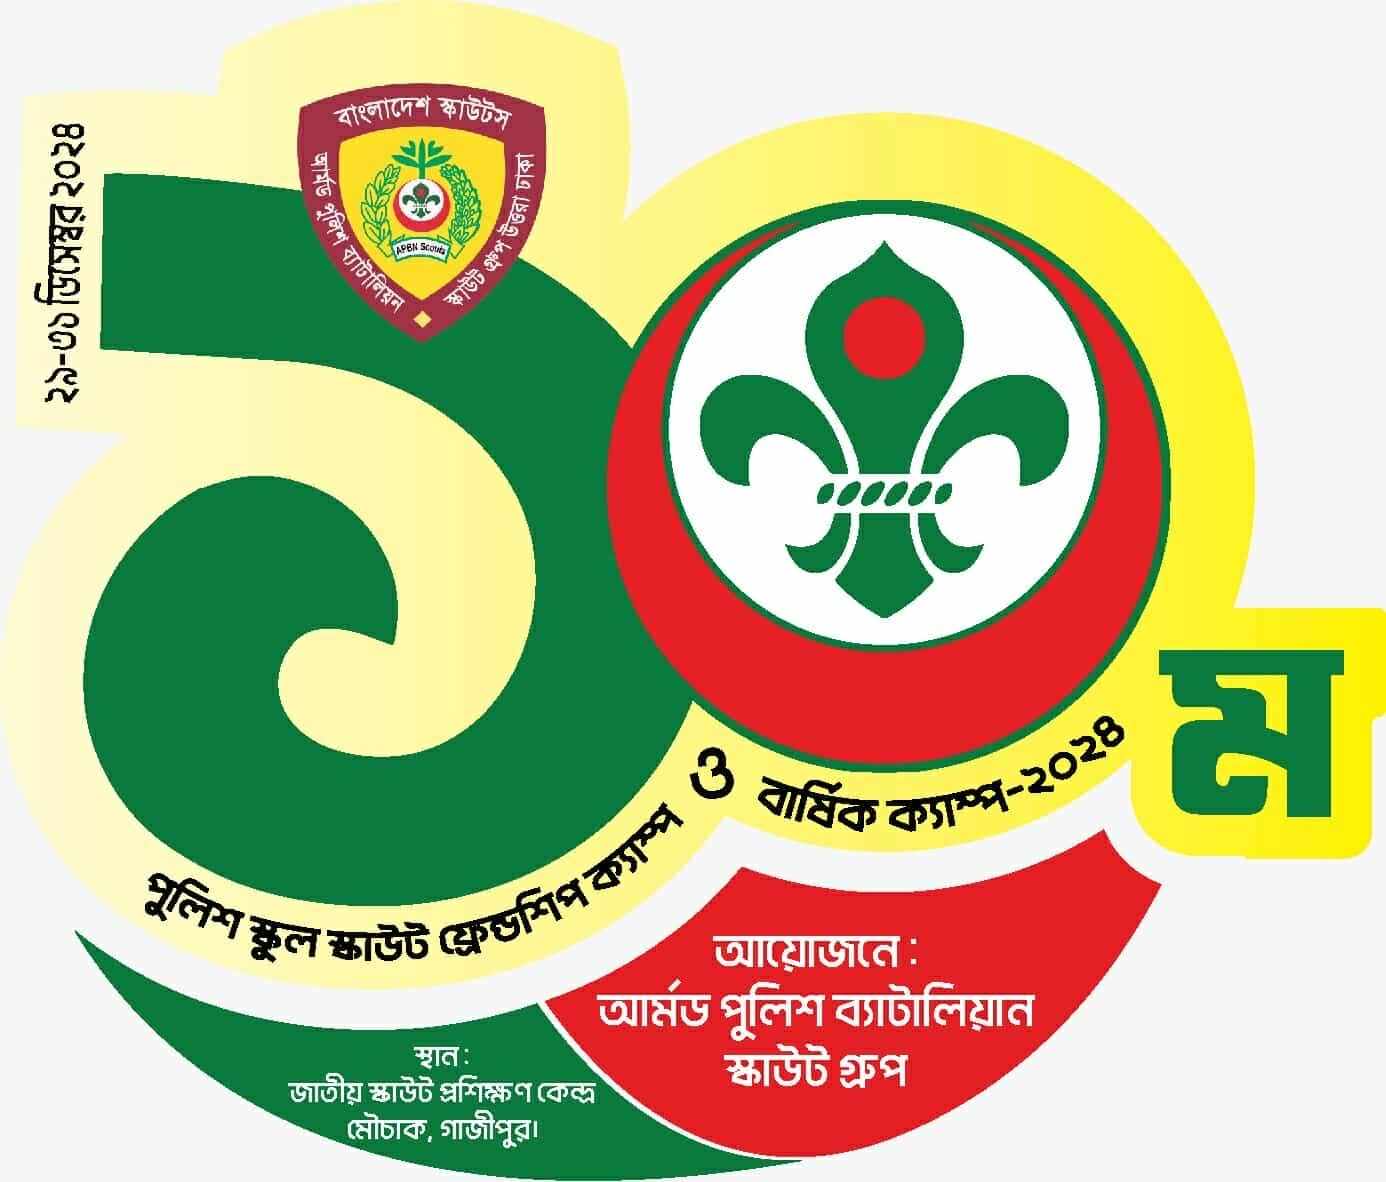 ২৯-৩১ ডিসেম্বর ২০২৪
বাংলাদেশ স্কাউটস
আর্মড পুলিশ ব্যাটালিয়ন
স্কাউট গ্রুপ উত্তরা ঢাকা
APBN Scouts
১০ম
পুলিশ স্কুল স্কাউট ফ্রেন্ডশিপ ক্যাম্প ও বার্ষিক ক্যাম্প-২০২৪
আয়োজনে :
আর্মড পুলিশ ব্যাটালিয়ান
স্কাউট গ্রুপ
স্থান :
জাতীয় স্কাউট প্রশিক্ষণ কেন্দ্র
মৌচাক, গাজীপুর।